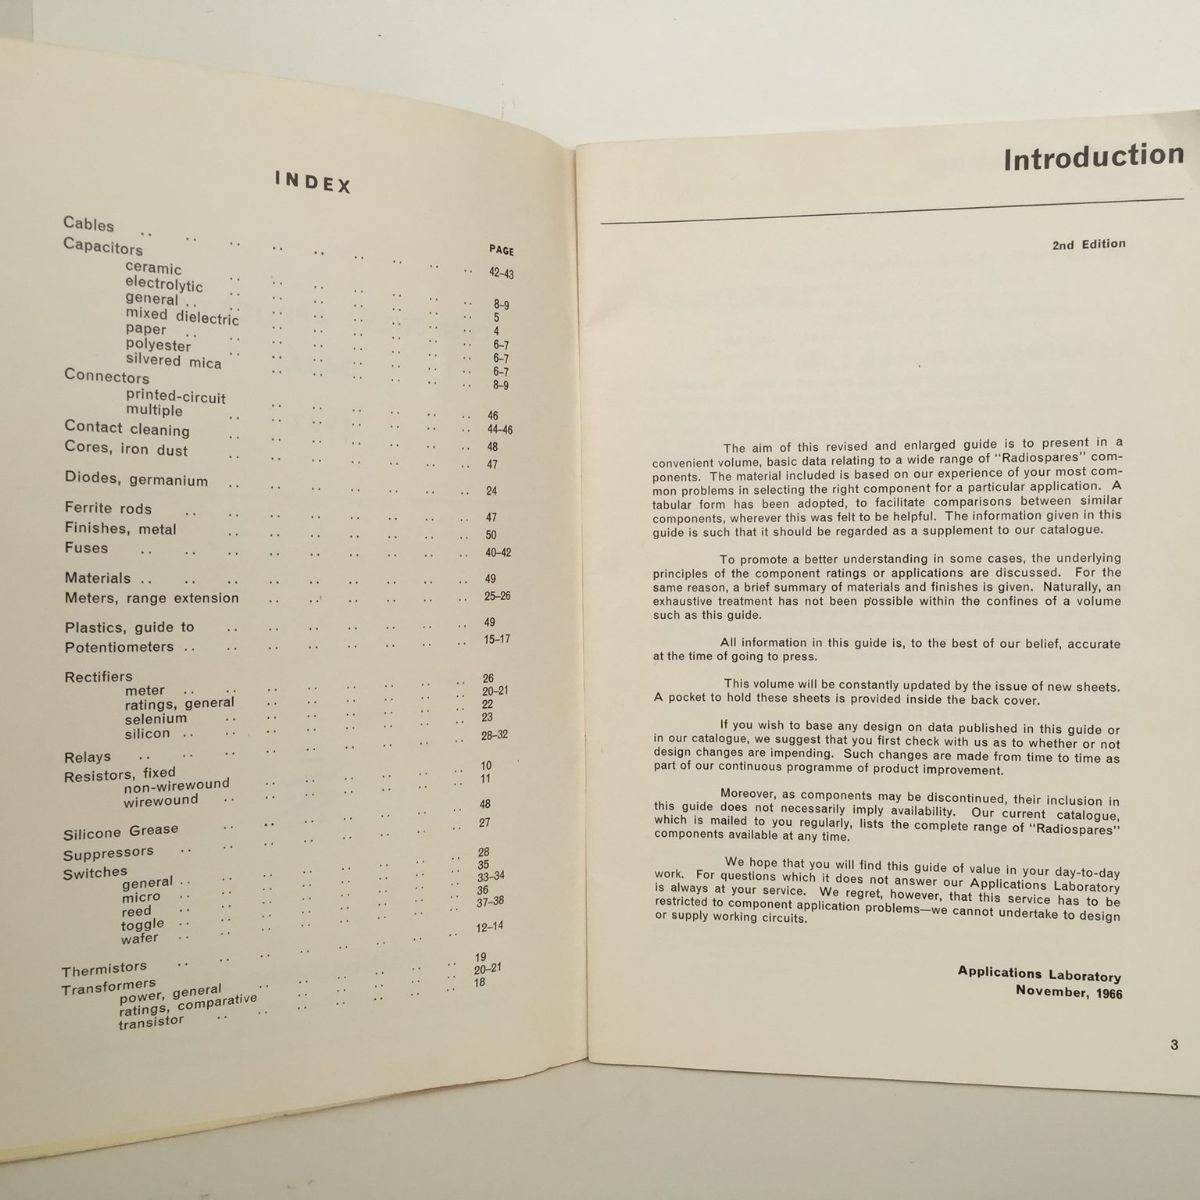 INDEX
PAGE
Cables 42–43
Capacitors
ceramic 8–9
electrolytic 5
general 4
mixed dielectric 6–7
paper 6–7
polyester 6–7
silvered mica 8–9
Connectors
printed-circuit 46
multiple 44–46
Contact cleaning 48
Cores, iron dust 47
Diodes, germanium 24
Ferrite rods 47
Finishes, metal 50
Fuses 40–42
Materials 49
Meters, range extension 25–26
Plastics, guide to 49
Potentiometers 15–17
Rectifiers
meter 26
ratings, general 20–21
selenium 22
silicon 23
Relays 28–32
Resistors, fixed
non-wirewound 10
wirewound 11
Silicone Grease 48
Suppressors 27
Switches
general 28
micro 35
reed 33–34
toggle 36
wafer 37–38
Thermistors 12–14
Transformers
power, general 19
ratings, comparative 20–21
transistor 18
Introduction
2nd Edition
The aim of this revised and enlarged guide is to present in a
convenient volume, basic data relating to a wide range of "Radiospares" com-
ponents. The material included is based on our experience of your most com-
mon problems in selecting the right component for a particular application. A
tabular form has been adopted, to facilitate comparisons between similar
components, wherever this was felt to be helpful. The information given in this
guide is such that it should be regarded as a supplement to our catalogue.
To promote a better understanding in some cases, the underlying
principles of the component ratings or applications are discussed. For the
same reason, a brief summary of materials and finishes is given. Naturally, an
exhaustive treatment has not been possible within the confines of a volume
such as this guide.
All information in this guide is, to the best of our belief, accurate
at the time of going to press.
This volume will be constantly updated by the issue of new sheets.
A pocket to hold these sheets is provided inside the back cover.
If you wish to base any design on data published in this guide or
in our catalogue, we suggest that you first check with us as to whether or not
design changes are impending. Such changes are made from time to time as
part of our continuous programme of product improvement.
Moreover, as components may be discontinued, their inclusion in
this guide does not necessarily imply availability. Our current catalogue,
which is mailed to you regularly, lists the complete range of "Radiospares"
components available at any time.
We hope that you will find this guide of value in your day-to-day
work. For questions which it does not answer our Applications Laboratory
is always at your service. We regret, however, that this service has to be
restricted to component application problems—we cannot undertake to design
or supply working circuits.
Applications Laboratory
November, 1966
3